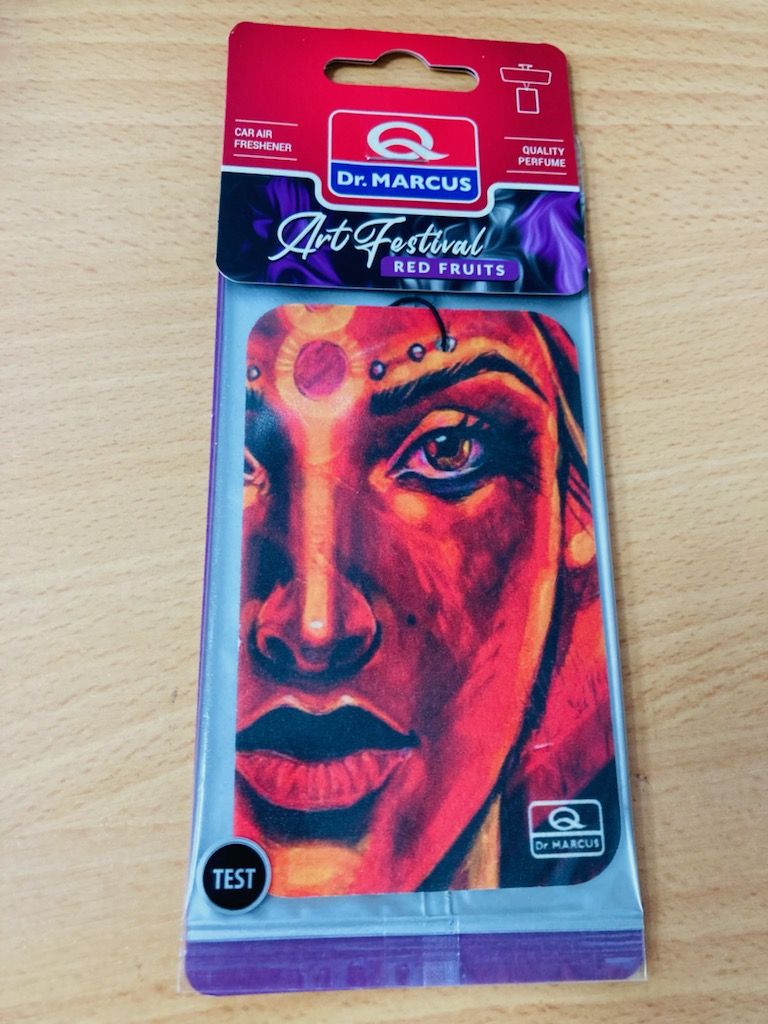 CAR AIR
FRESHENER
Dr. MARCUS
QUALITY
PERFUME
Art Festival
RED FRUITS
Dr MARCUS
TEST